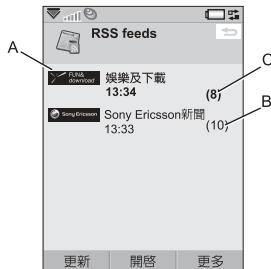 RSS feeds
A
C
FUN&
download
娛樂及下載
13:34
(8)
B
Sony Ericsson
Sony Ericsson新聞
13:33
(10)
更新
開啓
更多